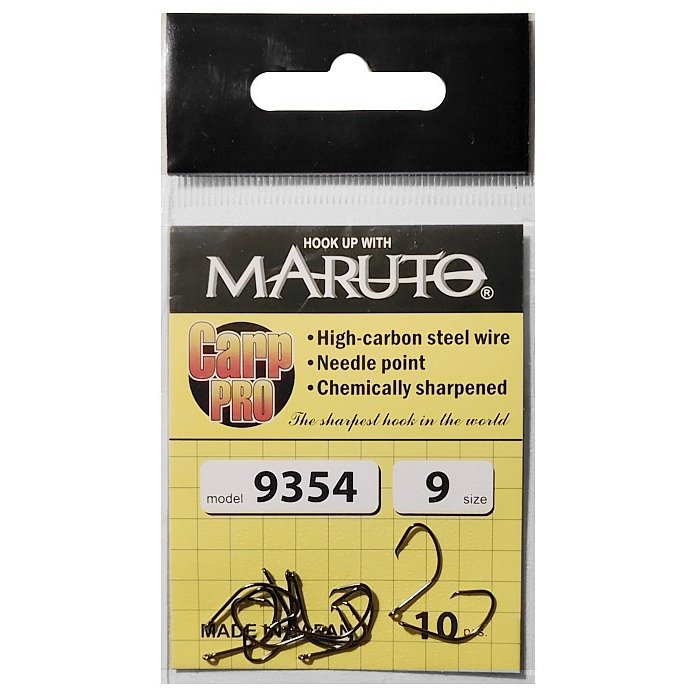 HOOK UP WITH
MARUTO®
Carp
PRO
•High-carbon steel wire
•Needle point
•Chemically sharpened
The sharpest hook in the world
model 9354
9 size
MADE IN JAPAN
10 pcs.